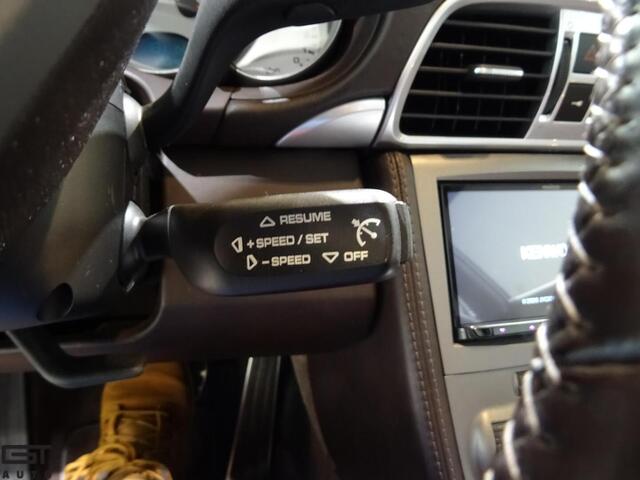 RESUME
+SPEED / SET
-SPEED OFF
KENWOOD